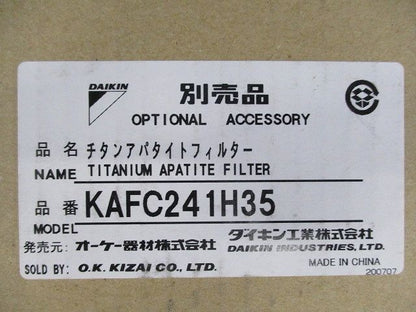 DAIKIN
別売品
OPTIONAL ACCESSORY
品名 チタンアパタイトフィルター
NAME TITANIUM APATITE FILTER
品番 KAFC241H35
MODEL
発売元:オーケー器材株式会社 ダイキン工業株式会社
SOLD BY: O.K. KIZAI CO., LTD. DAIKIN INDUSTRIES, LTD.
MADE IN CHINA
200707